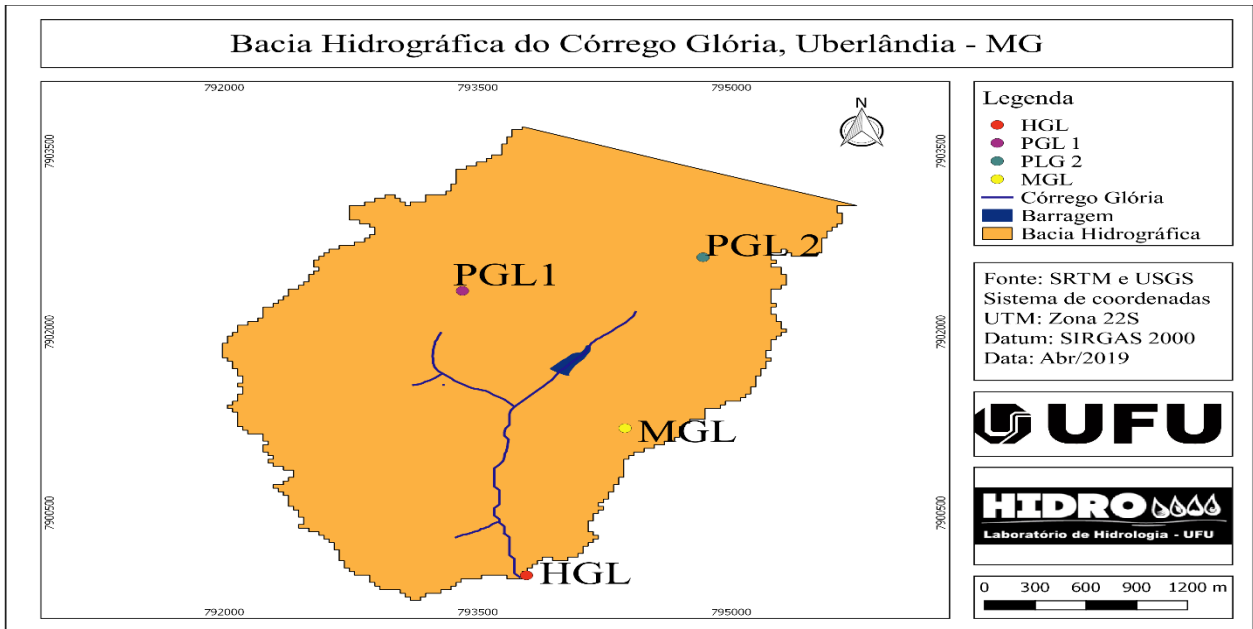 Bacia Hidrográfica do Córrego Glória, Uberlândia - MG
792000 793500 795000
7903500 7903500
7902000 7902000
7900500 7900500
792000 793500 795000
N
PGL1
PGL 2
MGL
HGL
Legenda
HGL
PGL 1
PLG 2
MGL
Córrego Glória
Barragem
Bacia Hidrográfica
Fonte: SRTM e USGS
Sistema de coordenadas
UTM: Zona 22S
Datum: SIRGAS 2000
Data: Abr/2019
UFU
HIDRO
Laboratório de Hidrologia - UFU
0 300 600 900 1200 m